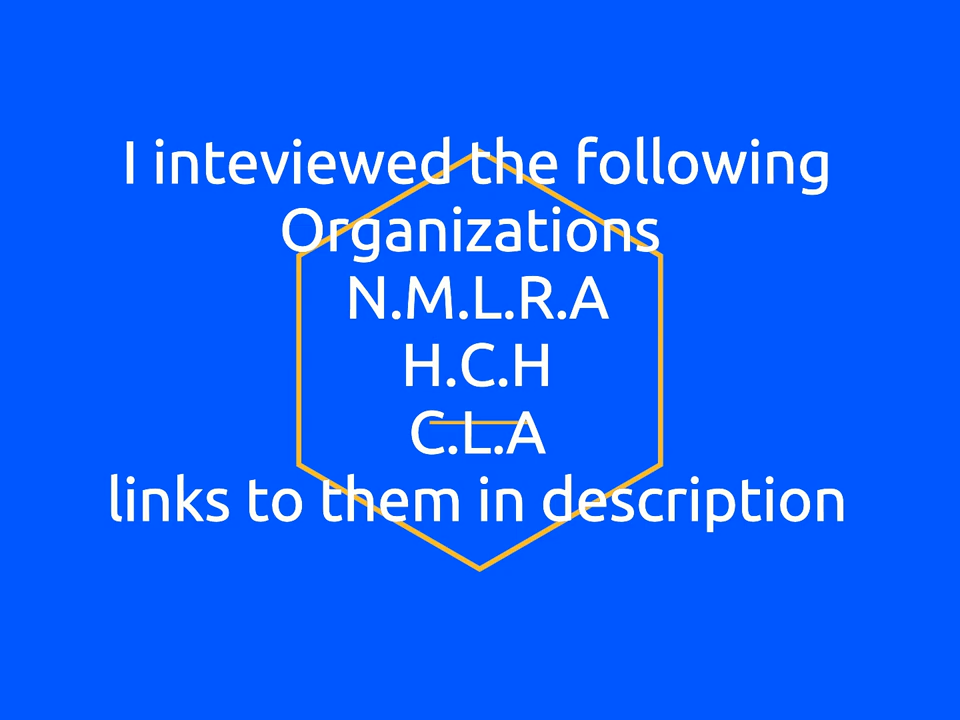 I inteviewed the following
Organizations
N.M.L.R.A
H.C.H
C.L.A
links to them in description